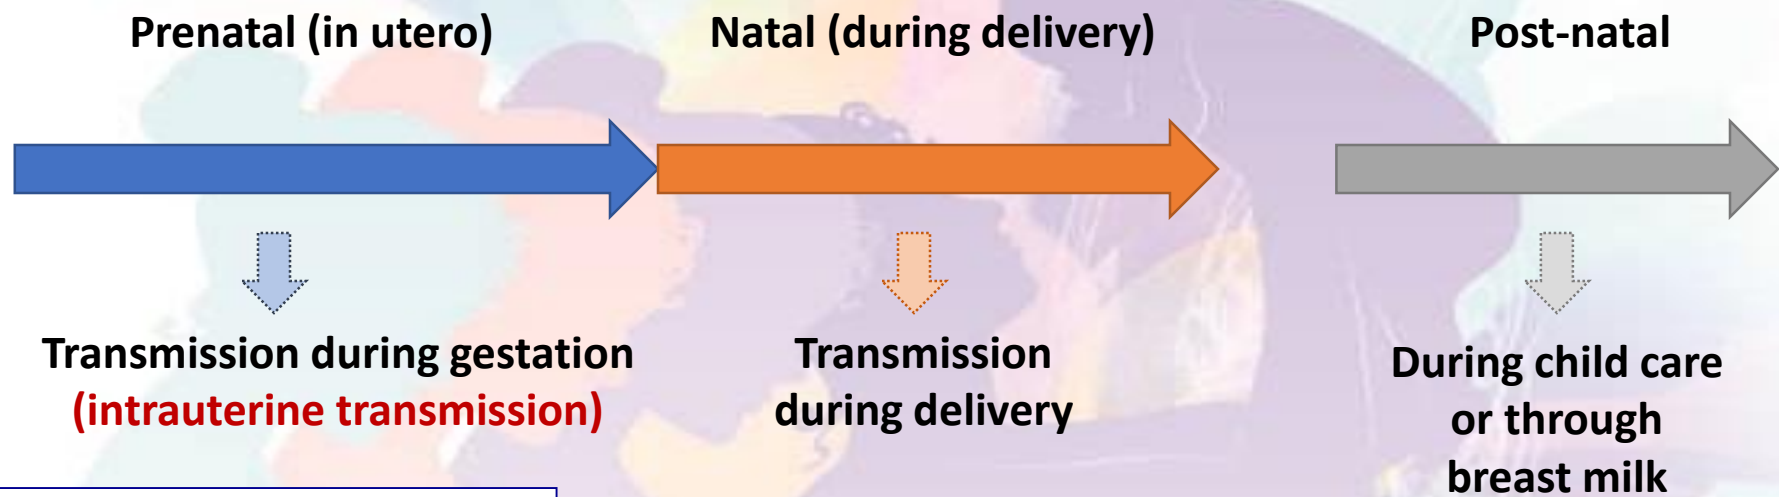 Prenatal (in utero)
Natal (during delivery)
Post-natal
Transmission during gestation
(intrauterine transmission)
Transmission
during delivery
During child care
or through
breast milk